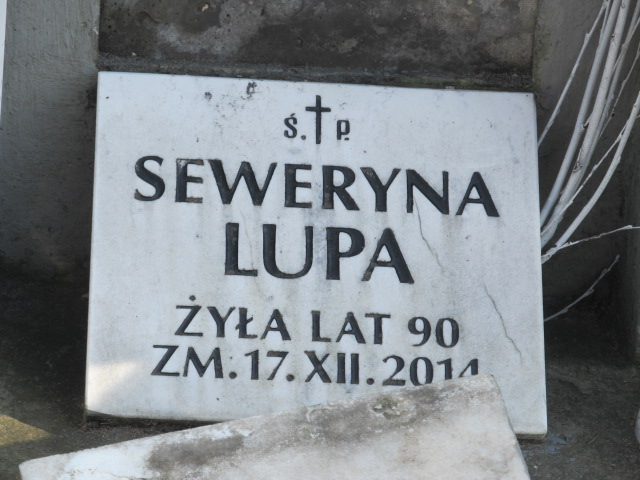 Ś. P.
SEWERYNA
LUPA
ŻYŁA LAT 90
ZM. 17. XII. 2014